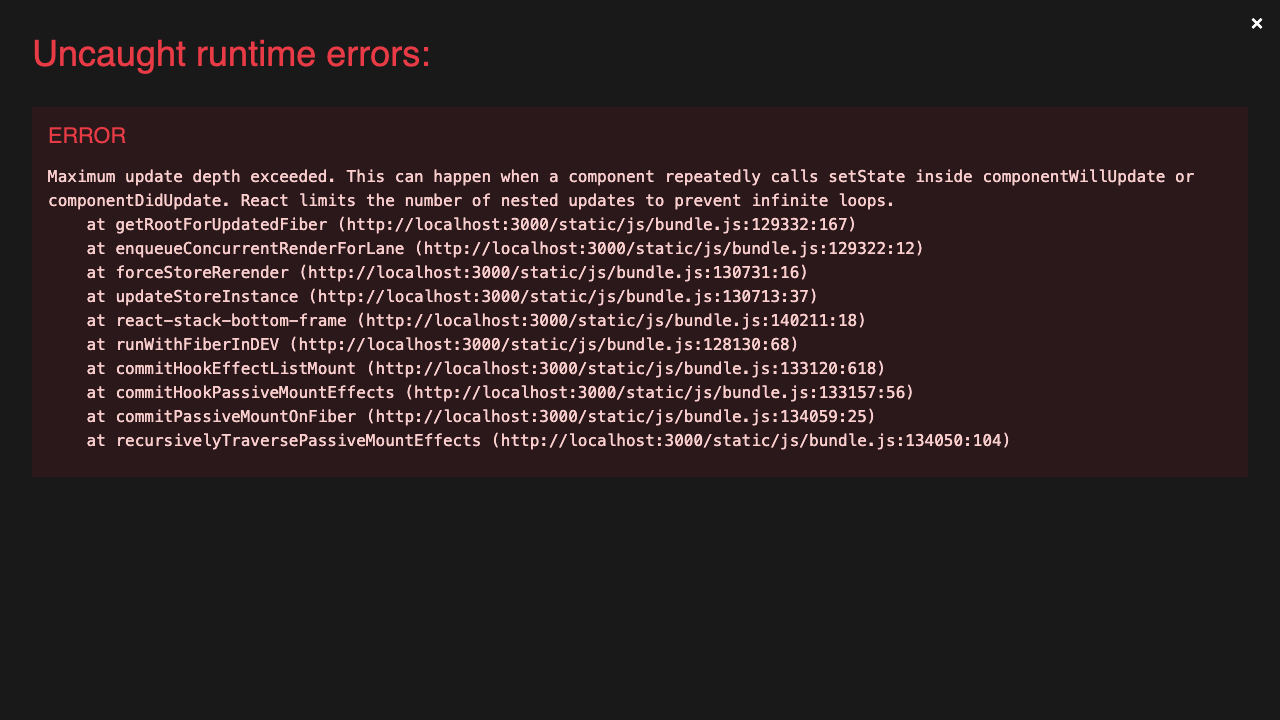 ×
Uncaught runtime errors:
ERROR
Maximum update depth exceeded. This can happen when a component repeatedly calls setState inside componentWillUpdate or
componentDidUpdate. React limits the number of nested updates to prevent infinite loops.
    at getRootForUpdatedFiber (http://localhost:3000/static/js/bundle.js:129332:167)
    at enqueueConcurrentRenderForLane (http://localhost:3000/static/js/bundle.js:129322:12)
    at forceStoreRerender (http://localhost:3000/static/js/bundle.js:130731:16)
    at updateStoreInstance (http://localhost:3000/static/js/bundle.js:130713:37)
    at react-stack-bottom-frame (http://localhost:3000/static/js/bundle.js:140211:18)
    at runWithFiberInDEV (http://localhost:3000/static/js/bundle.js:128130:68)
    at commitHookEffectListMount (http://localhost:3000/static/js/bundle.js:133120:618)
    at commitHookPassiveMountEffects (http://localhost:3000/static/js/bundle.js:133157:56)
    at commitPassiveMountOnFiber (http://localhost:3000/static/js/bundle.js:134059:25)
    at recursivelyTraversePassiveMountEffects (http://localhost:3000/static/js/bundle.js:134050:104)